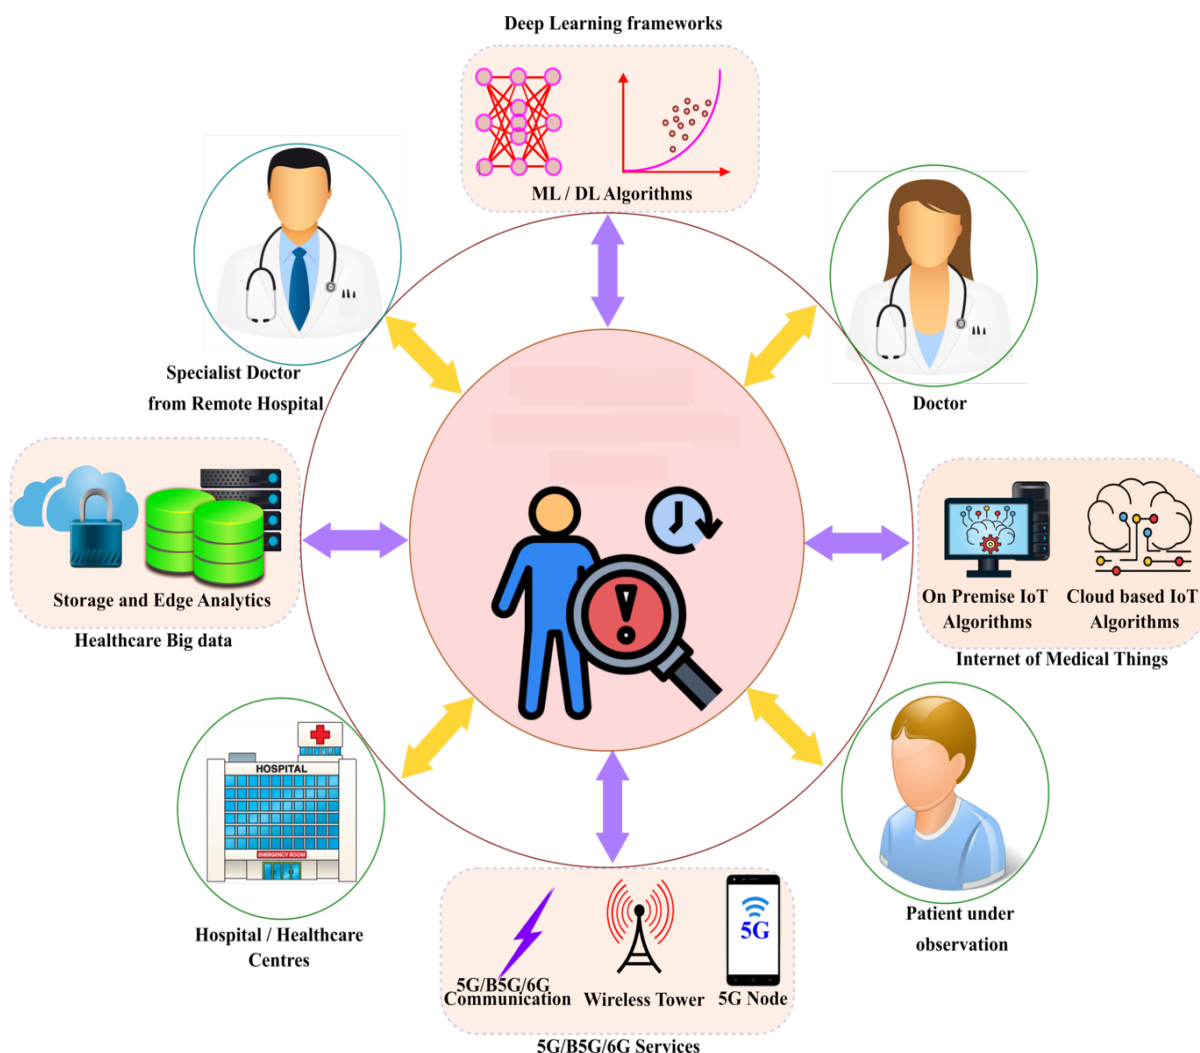 Deep Learning frameworks
ML / DL Algorithms
Specialist Doctor
from Remote Hospital
Doctor
Storage and Edge Analytics
Healthcare Big data
On Premise IoT
Algorithms
Cloud based IoT
Algorithms
Internet of Medical Things
HOSPITAL
EMERGENCY ROOM
Hospital / Healthcare
Centres
Patient under
observation
5G/B5G/6G
Communication
Wireless Tower
5G
5G Node
5G/B5G/6G Services